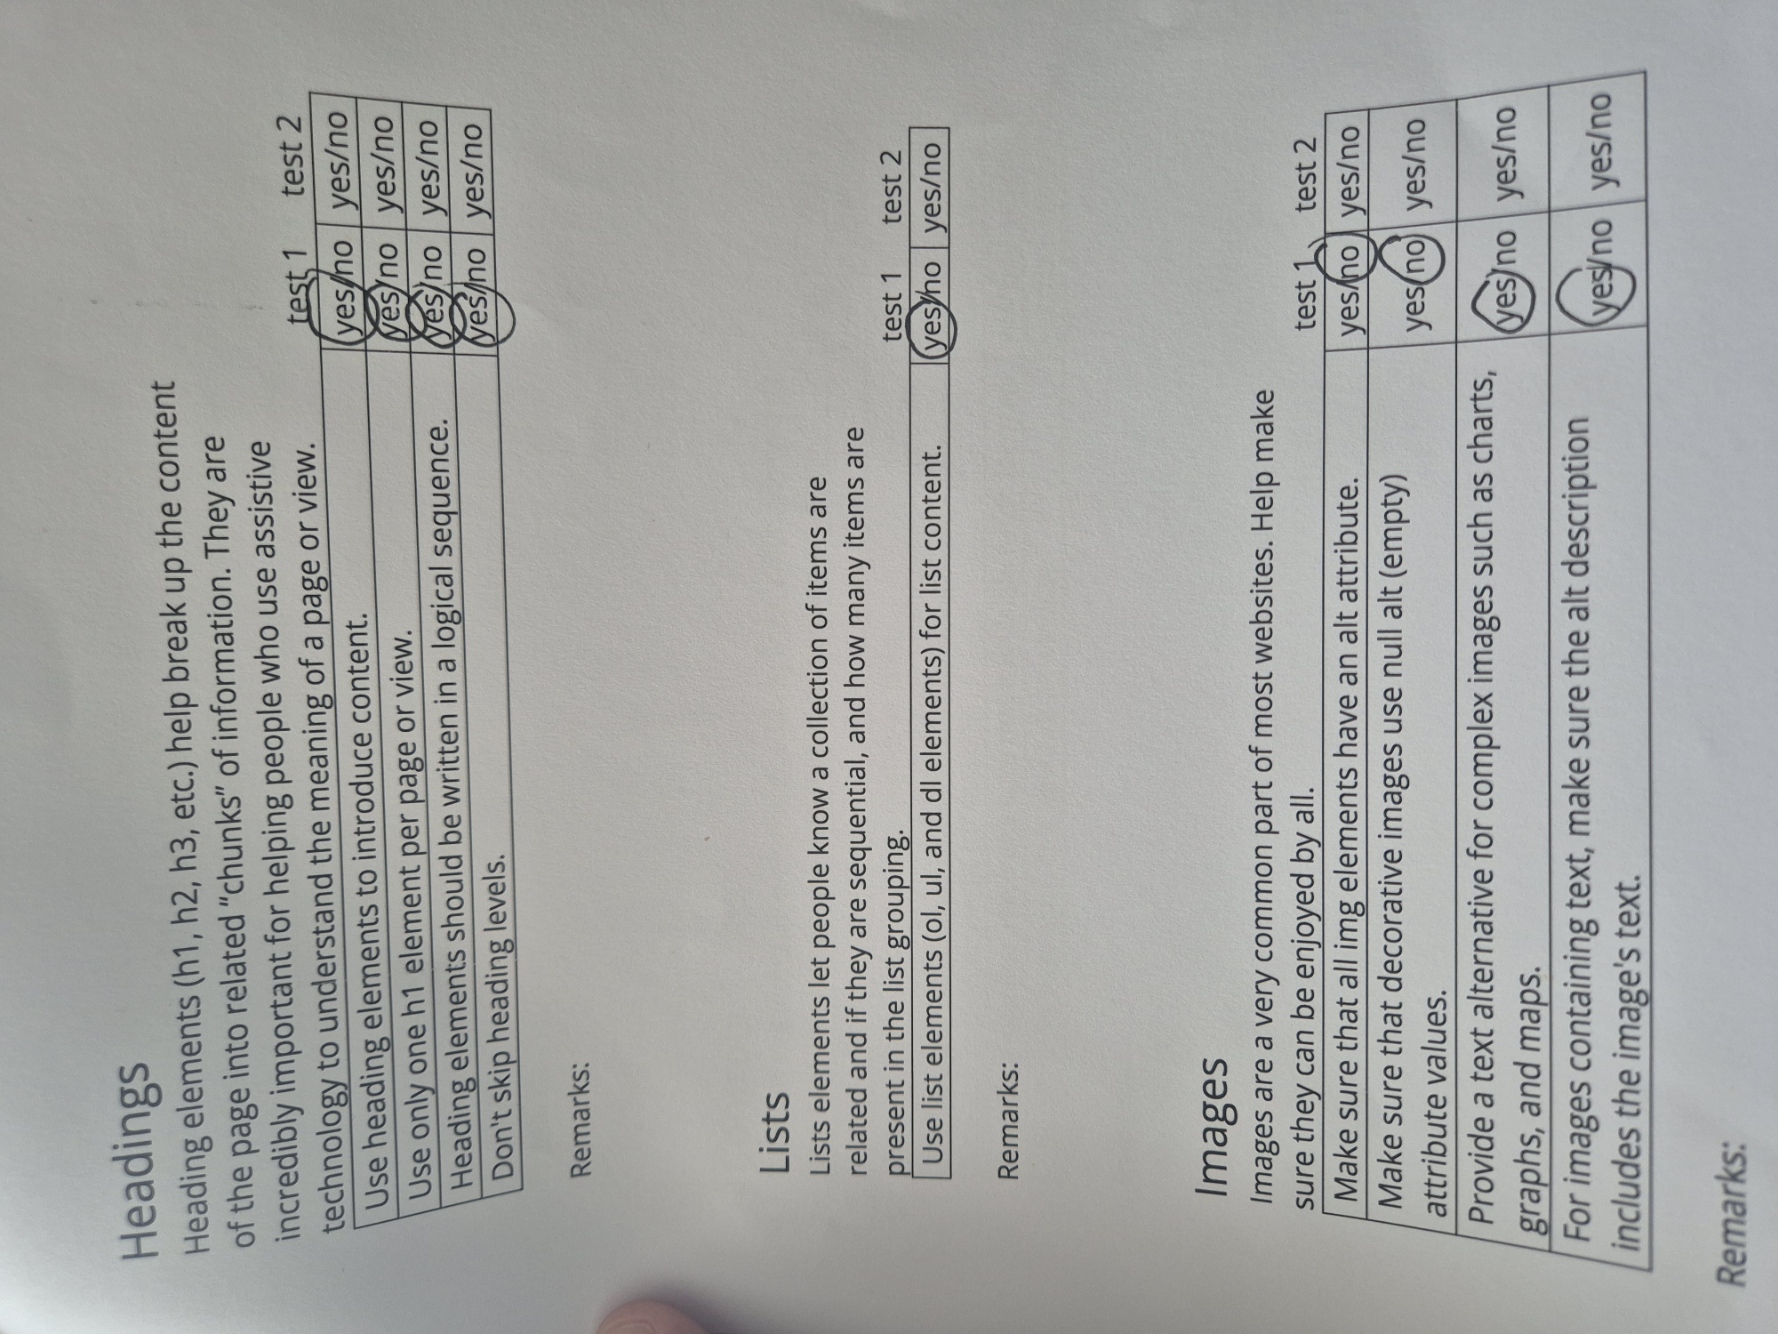 Headings
Heading elements (h1, h2, h3, etc.) help break up the content
of the page into related “chunks” of information. They are
incredibly important for helping people who use assistive
technology to understand the meaning of a page or view.
test 1 test 2
Use heading elements to introduce content. yes/no yes/no
Use only one h1 element per page or view. yes/no yes/no
Heading elements should be written in a logical sequence. yes/no yes/no
Don't skip heading levels. yes/no yes/no
Remarks:
Lists
Lists elements let people know a collection of items are
related and if they are sequential, and how many items are
present in the list grouping.
test 1 test 2
Use list elements (ol, ul, and dl elements) for list content. yes/no yes/no
Remarks:
Images
Images are a very common part of most websites. Help make
sure they can be enjoyed by all.
test 1 test 2
Make sure that all img elements have an alt attribute. yes/no yes/no
Make sure that decorative images use null alt (empty)
attribute values. yes/no yes/no
Provide a text alternative for complex images such as charts,
graphs, and maps. yes/no yes/no
For images containing text, make sure the alt description
includes the image's text. yes/no yes/no
Remarks: